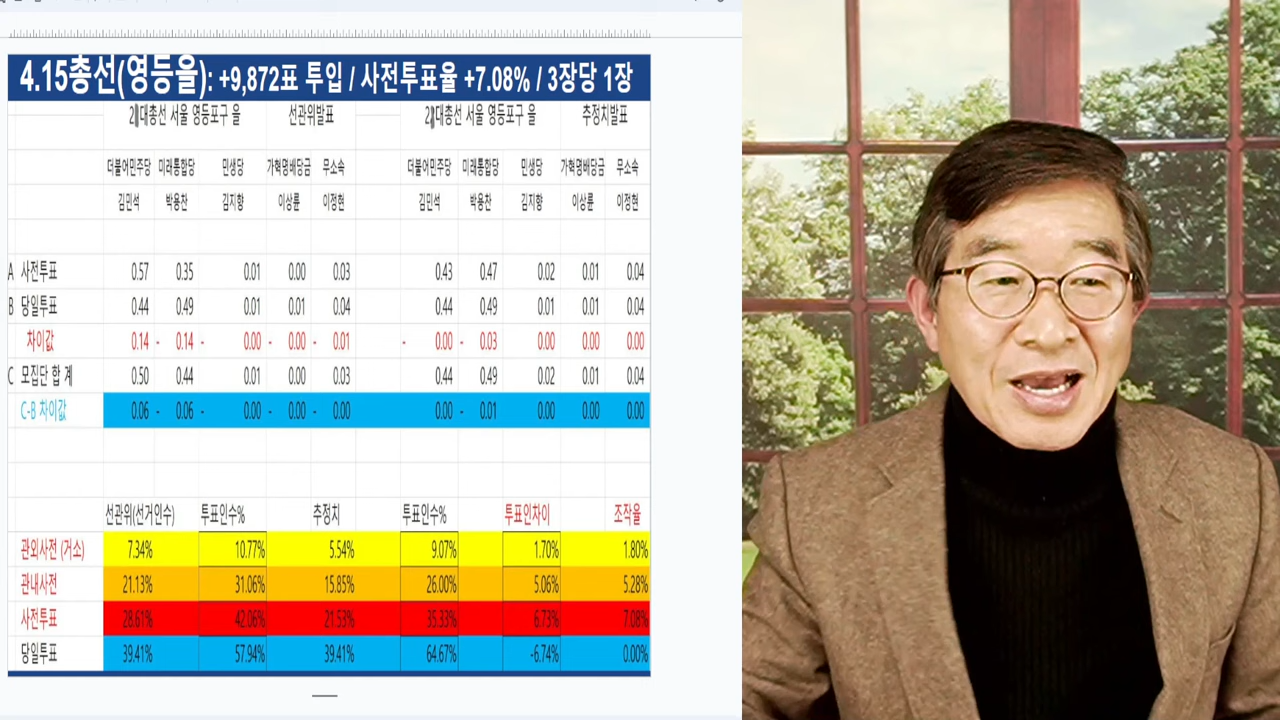 4.15총선(영등을): +9,872표 투입 / 사전투표율 +7.08% / 3장당 1장
대총선 서울 영등포구 을 선관위발표 대총선 서울 영등포구 을 추정치발표
더불어민주당 미래통합당 민생당 가혁명배당금 무소속 더불어민주당 미래통합당 민생당 가혁명배당금 무소속
김민석 박용찬 김지향 이상륜 이정현 김민석 박용찬 김지향 이상륜 이정현
A 사전투표 0.57 0.35 0.01 0.00 0.03 0.43 0.47 0.02 0.01 0.04
B 당일투표 0.44 0.49 0.01 0.01 0.04 0.44 0.49 0.01 0.01 0.04
차이값 0.14 - 0.14 - 0.00 - 0.00 - 0.01 - 0.00 - 0.03 0.00 0.00 0.00
C 모집단 합 계 0.50 0.44 0.01 0.00 0.03 0.44 0.49 0.02 0.01 0.04
C-B 차이값 0.06 - 0.06 - 0.00 - 0.00 - 0.00 0.00 - 0.01 0.00 0.00 0.00
선관위(선거인수) 투표인수% 추정치 투표인수% 투표인차이 조작율
관외사전 (거소) 7.34% 10.77% 5.54% 9.07% 1.70% 1.80%
관내사전 21.13% 31.06% 15.85% 26.00% 5.06% 5.28%
사전투표 28.61% 42.06% 21.53% 35.33% 6.73% 7.08%
당일투표 39.41% 57.94% 39.41% 64.67% -6.74% 0.00%